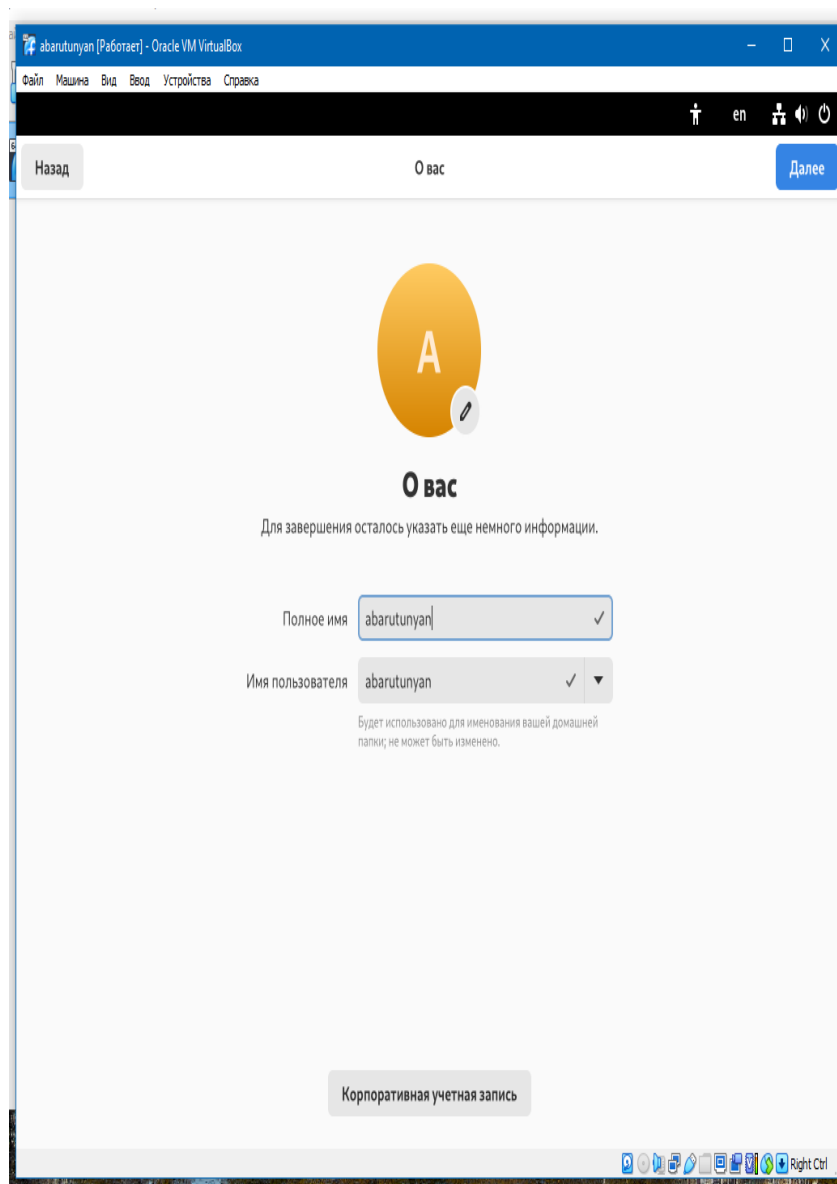 abarutunyan [Работает] - Oracle VM VirtualBox
Файл Машина Вид Ввод Устройства Справка
en
Назад О вас Далее
A
О вас
Для завершения осталось указать еще немного информации.
Полное имя abarutunyan
Имя пользователя abarutunyan
Будет использовано для именования вашей домашней
папки; не может быть изменено.
Корпоративная учетная запись
Right Ctrl